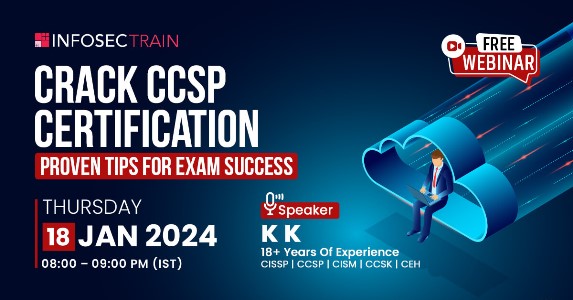 INFOSECTRAIN
FREE
WEBINAR
CRACK CCSP
CERTIFICATION
PROVEN TIPS FOR EXAM SUCCESS
THURSDAY
18 JAN 2024
08:00 – 09:00 PM (IST)
Speaker
K K
18+ Years Of Experience
CISSP | CCSP | CISM | CCSK | CEH